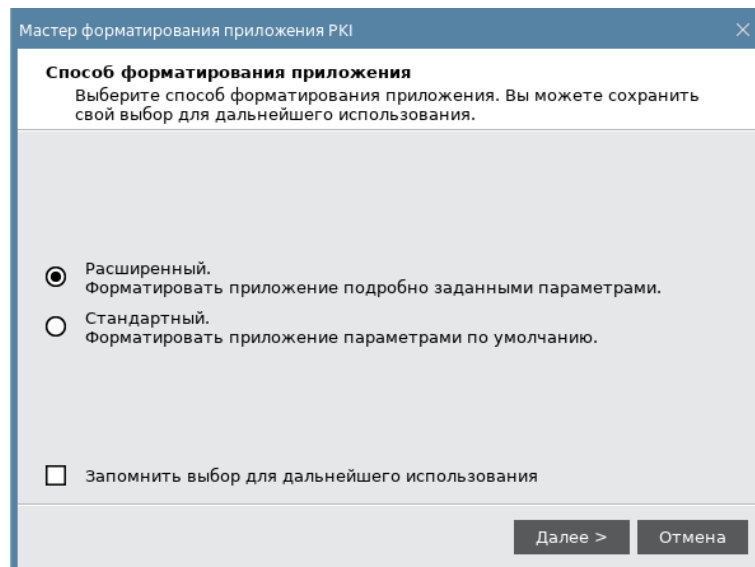 Мастер форматирования приложения PKI
Способ форматирования приложения
Выберите способ форматирования приложения. Вы можете сохранить
свой выбор для дальнейшего использования.
Расширенный.
Форматировать приложение подробно заданными параметрами.
Стандартный.
Форматировать приложение параметрами по умолчанию.
Запомнить выбор для дальнейшего использования
Далее >
Отмена